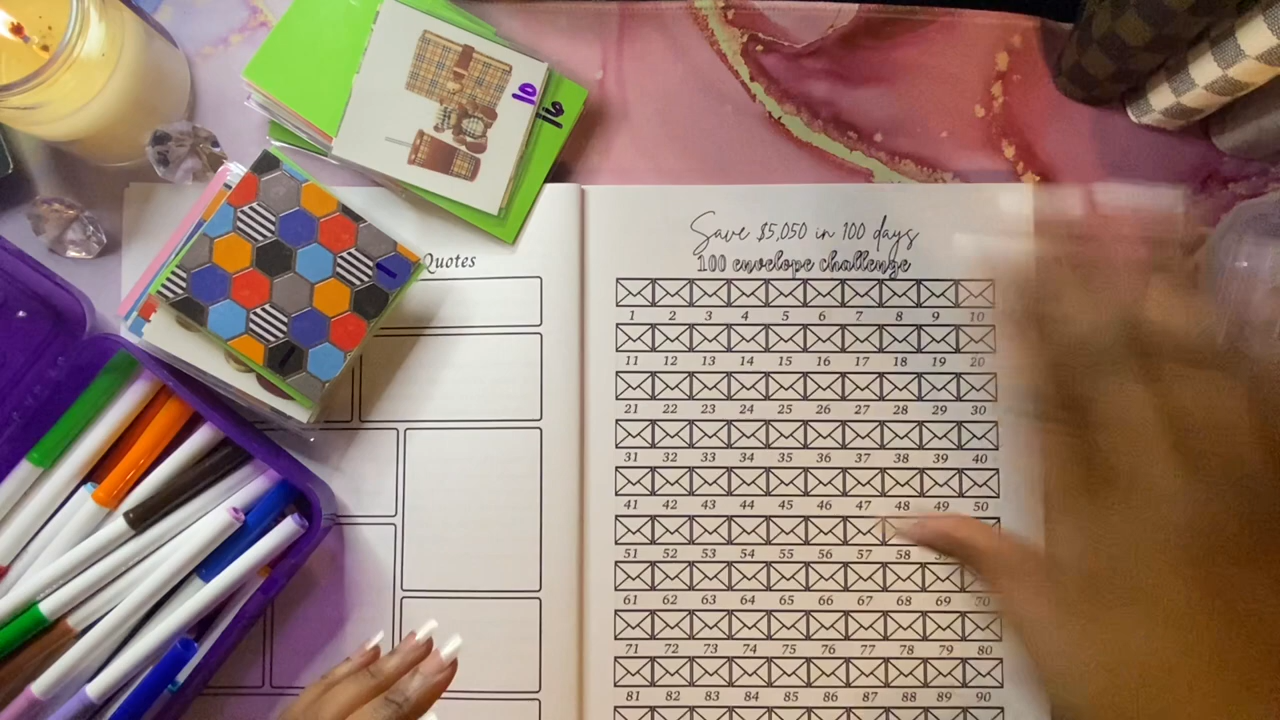 10
16
1
Quotes
Save $5,050 in 100 days
100 envelope challenge
1 2 3 4 5 6 7 8 9 10
11 12 13 14 15 16 17 18 19 20
21 22 23 24 25 26 27 28 29 30
31 32 33 34 35 36 37 38 39 40
41 42 43 44 45 46 47 48 49 50
51 52 53 54 55 56 57 58
61 62 63 64 65 66 67 68 69 70
71 72 73 74 75 76 77 78 79 80
81 82 83 84 85 86 87 88 89 90